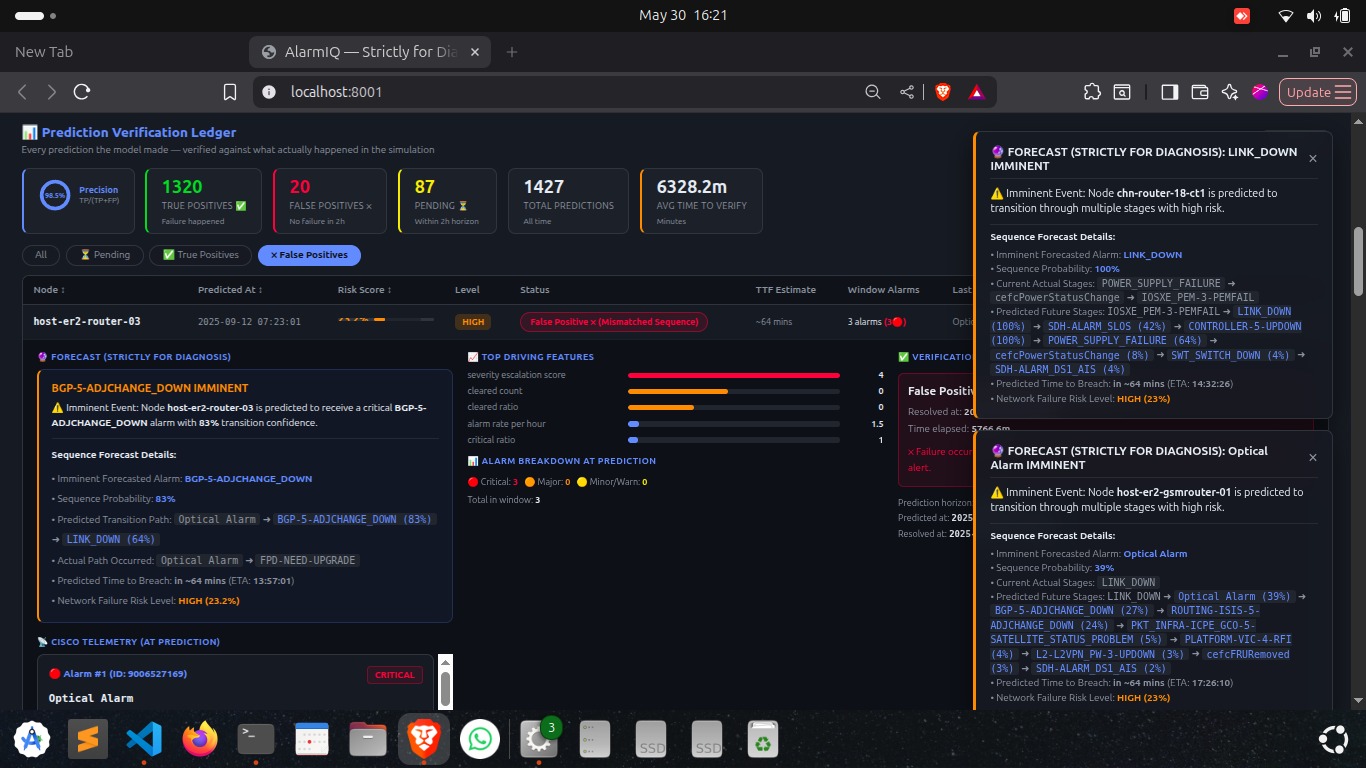 May 30 16:21
New Tab
AlarmIQ — Strictly for Dia
localhost:8001
Update
📊 Prediction Verification Ledger
Every prediction the model made — verified against what actually happened in the simulation
98.5%
Precision
TP/(TP+FP)
1320
TRUE POSITIVES ✅
Failure happened
20
FALSE POSITIVES ×
No failure in 2h
87
PENDING ⏳
Within 2h horizon
1427
TOTAL PREDICTIONS
All time
6328.2m
AVG TIME TO VERIFY
Minutes
All
⏳ Pending
✅ True Positives
× False Positives
Node ↕ Predicted At ↕ Risk Score ↕ Level Status TTF Estimate Window Alarms Last
host-er2-router-03 2025-09-12 07:23:01 HIGH False Positive × (Mismatched Sequence) ~64 mins 3 alarms (3🔴) Optic
🔮 FORECAST (STRICTLY FOR DIAGNOSIS)
BGP-5-ADJCHANGE_DOWN IMMINENT
⚠️ Imminent Event: Node host-er2-router-03 is predicted to receive a critical BGP-5-
ADJCHANGE_DOWN alarm with 83% transition confidence.
Sequence Forecast Details:
• Imminent Forecasted Alarm: BGP-5-ADJCHANGE_DOWN
• Sequence Probability: 83%
• Predicted Transition Path: Optical Alarm → BGP-5-ADJCHANGE_DOWN (83%)
→ LINK_DOWN (64%)
• Actual Path Occurred: Optical Alarm → FPD-NEED-UPGRADE
• Predicted Time to Breach: in ~64 mins (ETA: 13:57:01)
• Network Failure Risk Level: HIGH (23.2%)
📡 CISCO TELEMETRY (AT PREDICTION)
🔴 Alarm #1 (ID: 9006527169)
CRITICAL
Optical Alarm
📈 TOP DRIVING FEATURES
severity escalation score 4
cleared count 0
cleared ratio 0
alarm rate per hour 1.5
critical ratio 1
📊 ALARM BREAKDOWN AT PREDICTION
🔴 Critical: 3 🟠 Major: 0 🟡 Minor/Warn: 0
Total in window: 3
✅ VERIFICATIO
False Positiv
Resolved at: 20
Time elapsed: 5766.6m
× Failure occur
alert.
Prediction horizon
Predicted at: 2025
Resolved at: 2025-
🔮 FORECAST (STRICTLY FOR DIAGNOSIS): LINK_DOWN
IMMINENT
×
⚠️ Imminent Event: Node chn-router-18-ct1 is predicted to
transition through multiple stages with high risk.
Sequence Forecast Details:
• Imminent Forecasted Alarm: LINK_DOWN
• Sequence Probability: 100%
• Current Actual Stages: POWER_SUPPLY_FAILURE →
cefcPowerStatusChange → IOSXE_PEM-3-PEMFAIL
• Predicted Future Stages: IOSXE_PEM-3-PEMFAIL → LINK_DOWN
(100%) → SDH-ALARM_SLOS (42%) → CONTROLLER-5-UPDOWN
(100%) → POWER_SUPPLY_FAILURE (64%) →
cefcPowerStatusChange (8%) → SWT_SWITCH_DOWN (4%) →
SDH-ALARM_DS1_AIS (4%)
• Predicted Time to Breach: in ~64 mins (ETA: 14:32:26)
• Network Failure Risk Level: HIGH (23%)
🔮 FORECAST (STRICTLY FOR DIAGNOSIS): Optical
Alarm IMMINENT
×
⚠️ Imminent Event: Node host-er2-gsmrouter-01 is predicted to
transition through multiple stages with high risk.
Sequence Forecast Details:
• Imminent Forecasted Alarm: Optical Alarm
• Sequence Probability: 39%
• Current Actual Stages: LINK_DOWN
• Predicted Future Stages: LINK_DOWN → Optical Alarm (39%) →
BGP-5-ADJCHANGE_DOWN (27%) → ROUTING-ISIS-5-
ADJCHANGE_DOWN (24%) → PKT_INFRA-ICPE_GCO-5-
SATELLITE_STATUS_PROBLEM (5%) → PLATFORM-VIC-4-RFI
(4%) → L2-L2VPN_PW-3-UPDOWN (3%) → cefcFRURemoved
(3%) → SDH-ALARM_DS1_AIS (2%)
• Predicted Time to Breach: in ~64 mins (ETA: 17:26:10)
• Network Failure Risk Level: HIGH (23%)
3
SSD
SSD